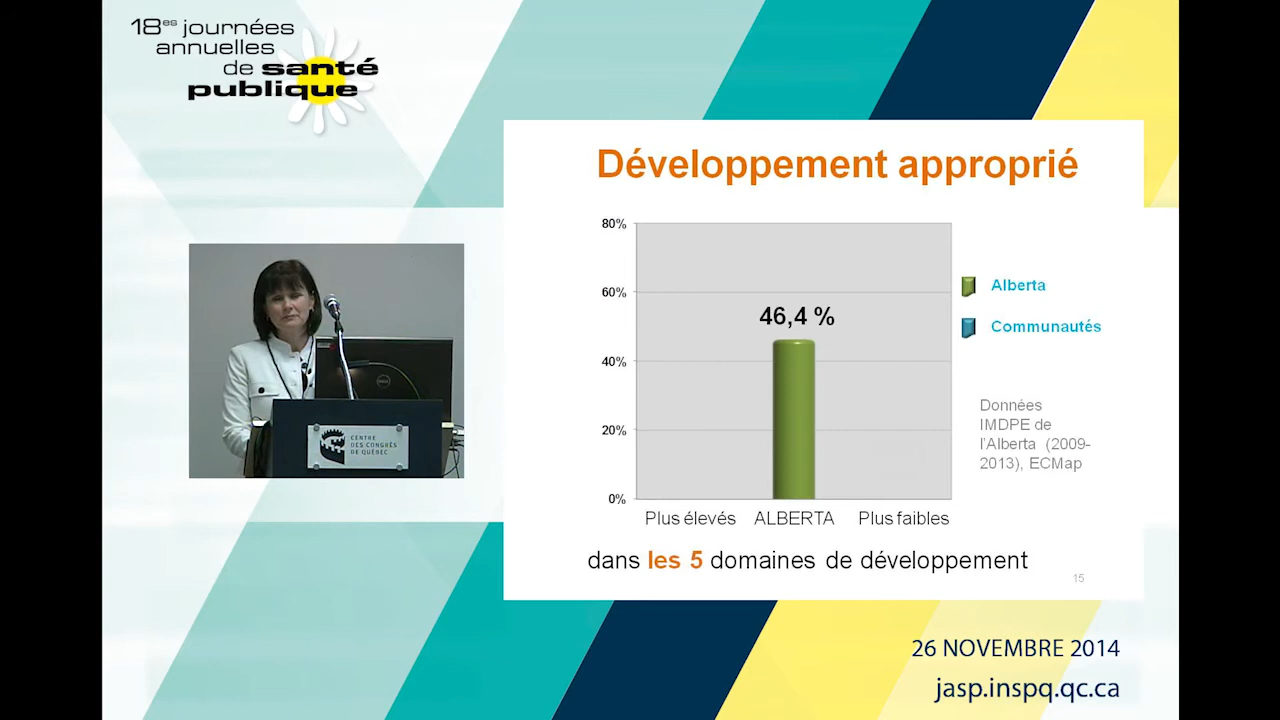 18es journées
annuelles
de santé
publique
Développement approprié
80%
60%
40%
20%
0%
46,4 %
Plus élevés
ALBERTA
Plus faibles
Alberta
Communautés
Données
IMDPE de
l'Alberta (2009-
2013), ECMap
dans les 5 domaines de développement
15
CENTRE
DES CONGRÈS
DE QUÉBEC
DELL
26 NOVEMBRE 2014
jasp.inspq.qc.ca